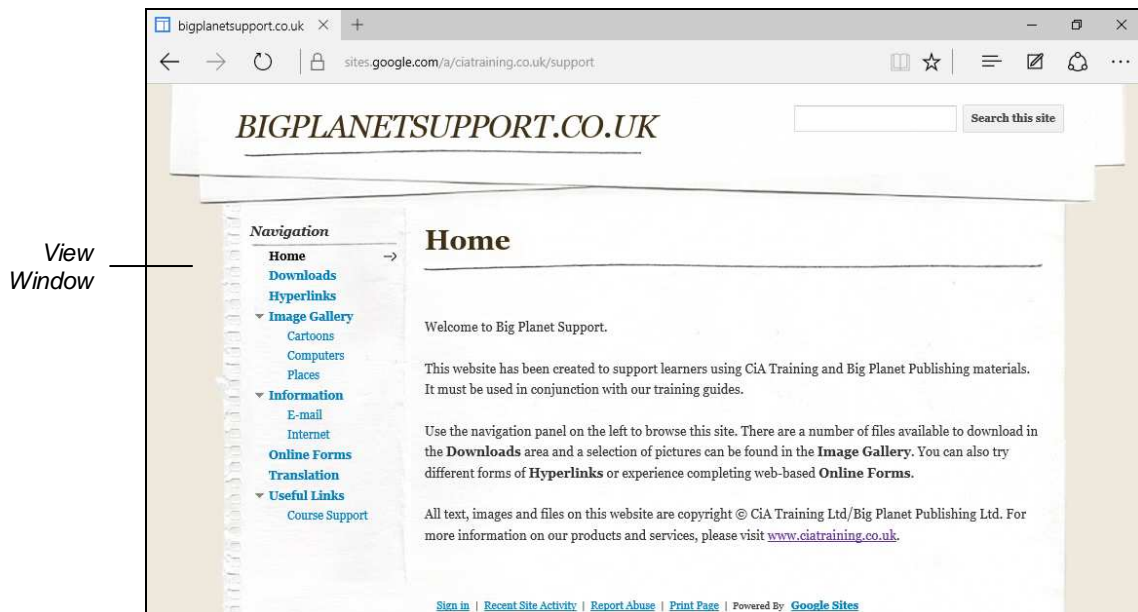 bigplanetsupport.co.uk
sites.google.com/a/ciatraining.co.uk/support
BIGPLANETSUPPORT.CO.UK
Search this site
View
Window
Navigation
Home
Downloads
Hyperlinks
Image Gallery
Cartoons
Computers
Places
Information
E-mail
Internet
Online Forms
Translation
Useful Links
Course Support
Home
Welcome to Big Planet Support.
This website has been created to support learners using CiA Training and Big Planet Publishing materials.
It must be used in conjunction with our training guides.
Use the navigation panel on the left to browse this site. There are a number of files available to download in
the Downloads area and a selection of pictures can be found in the Image Gallery. You can also try
different forms of Hyperlinks or experience completing web-based Online Forms.
All text, images and files on this website are copyright © CiA Training Ltd/Big Planet Publishing Ltd. For
more information on our products and services, please visit www.ciatraining.co.uk.
Sign in | Recent Site Activity | Report Abuse | Print Page | Powered By Google Sites